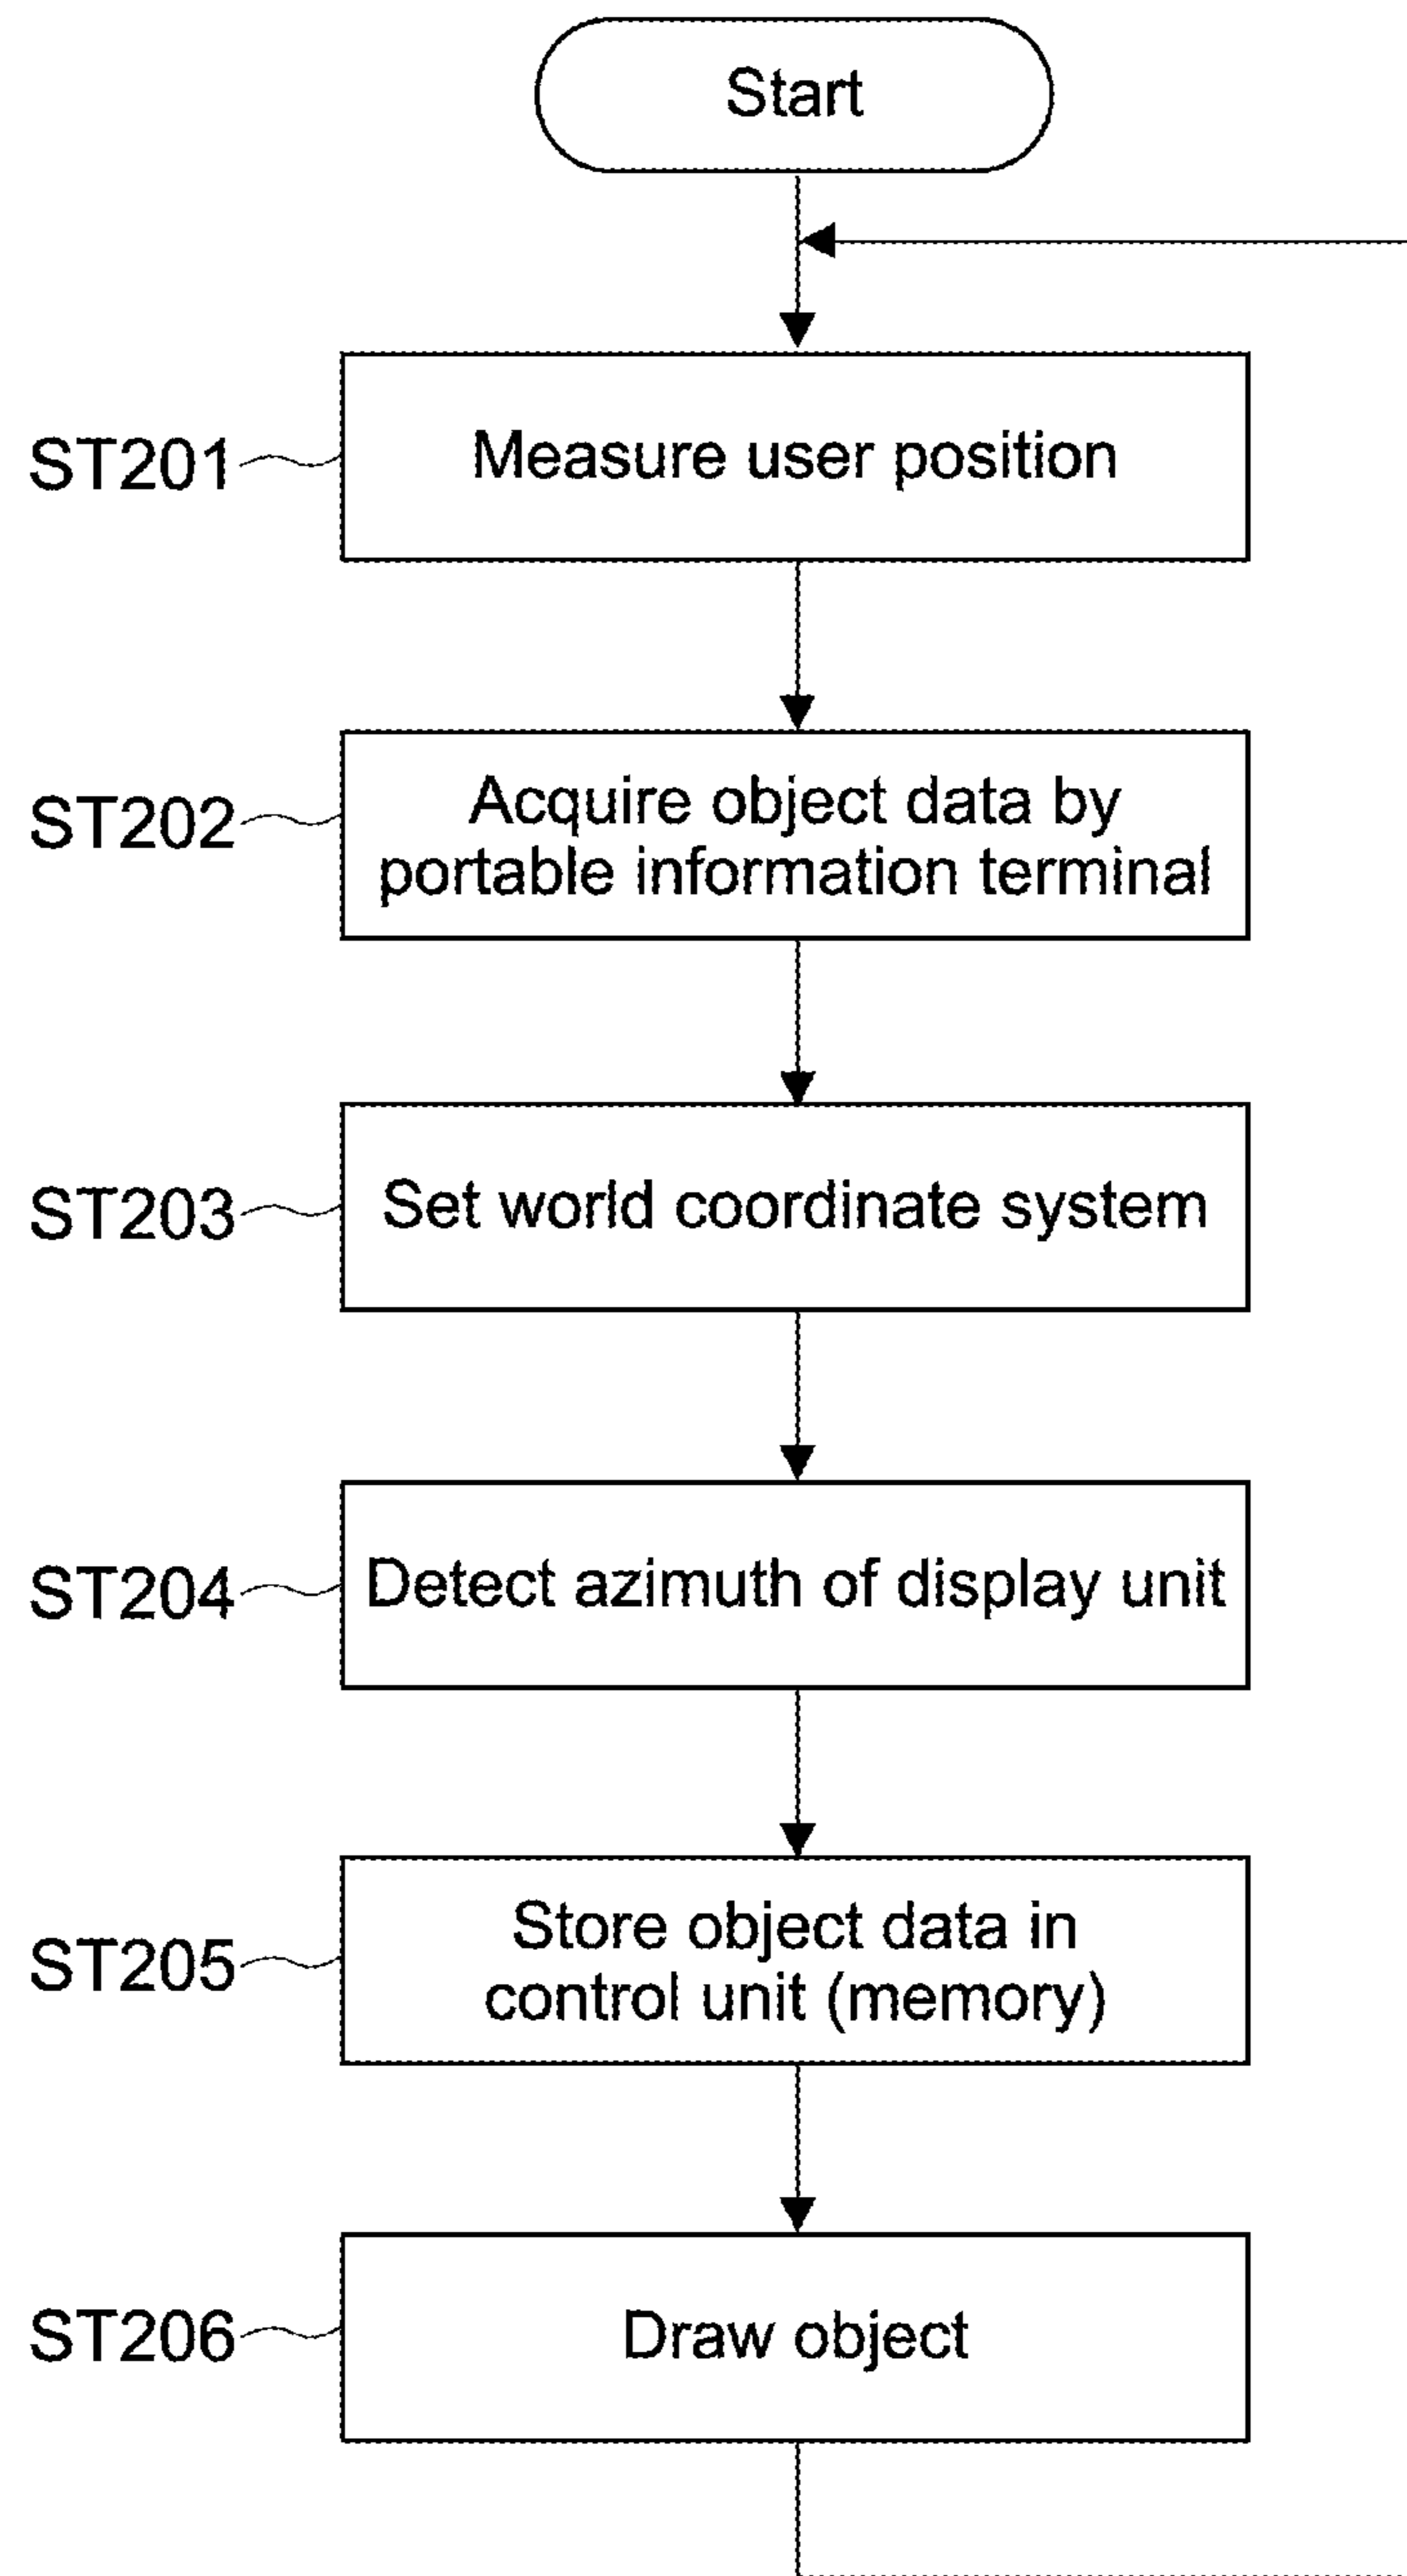 Start
ST201
Measure user position
ST202
Acquire object data by
portable information terminal
ST203
Set world coordinate system
ST204
Detect azimuth of display unit
ST205
Store object data in
control unit (memory)
ST206
Draw object